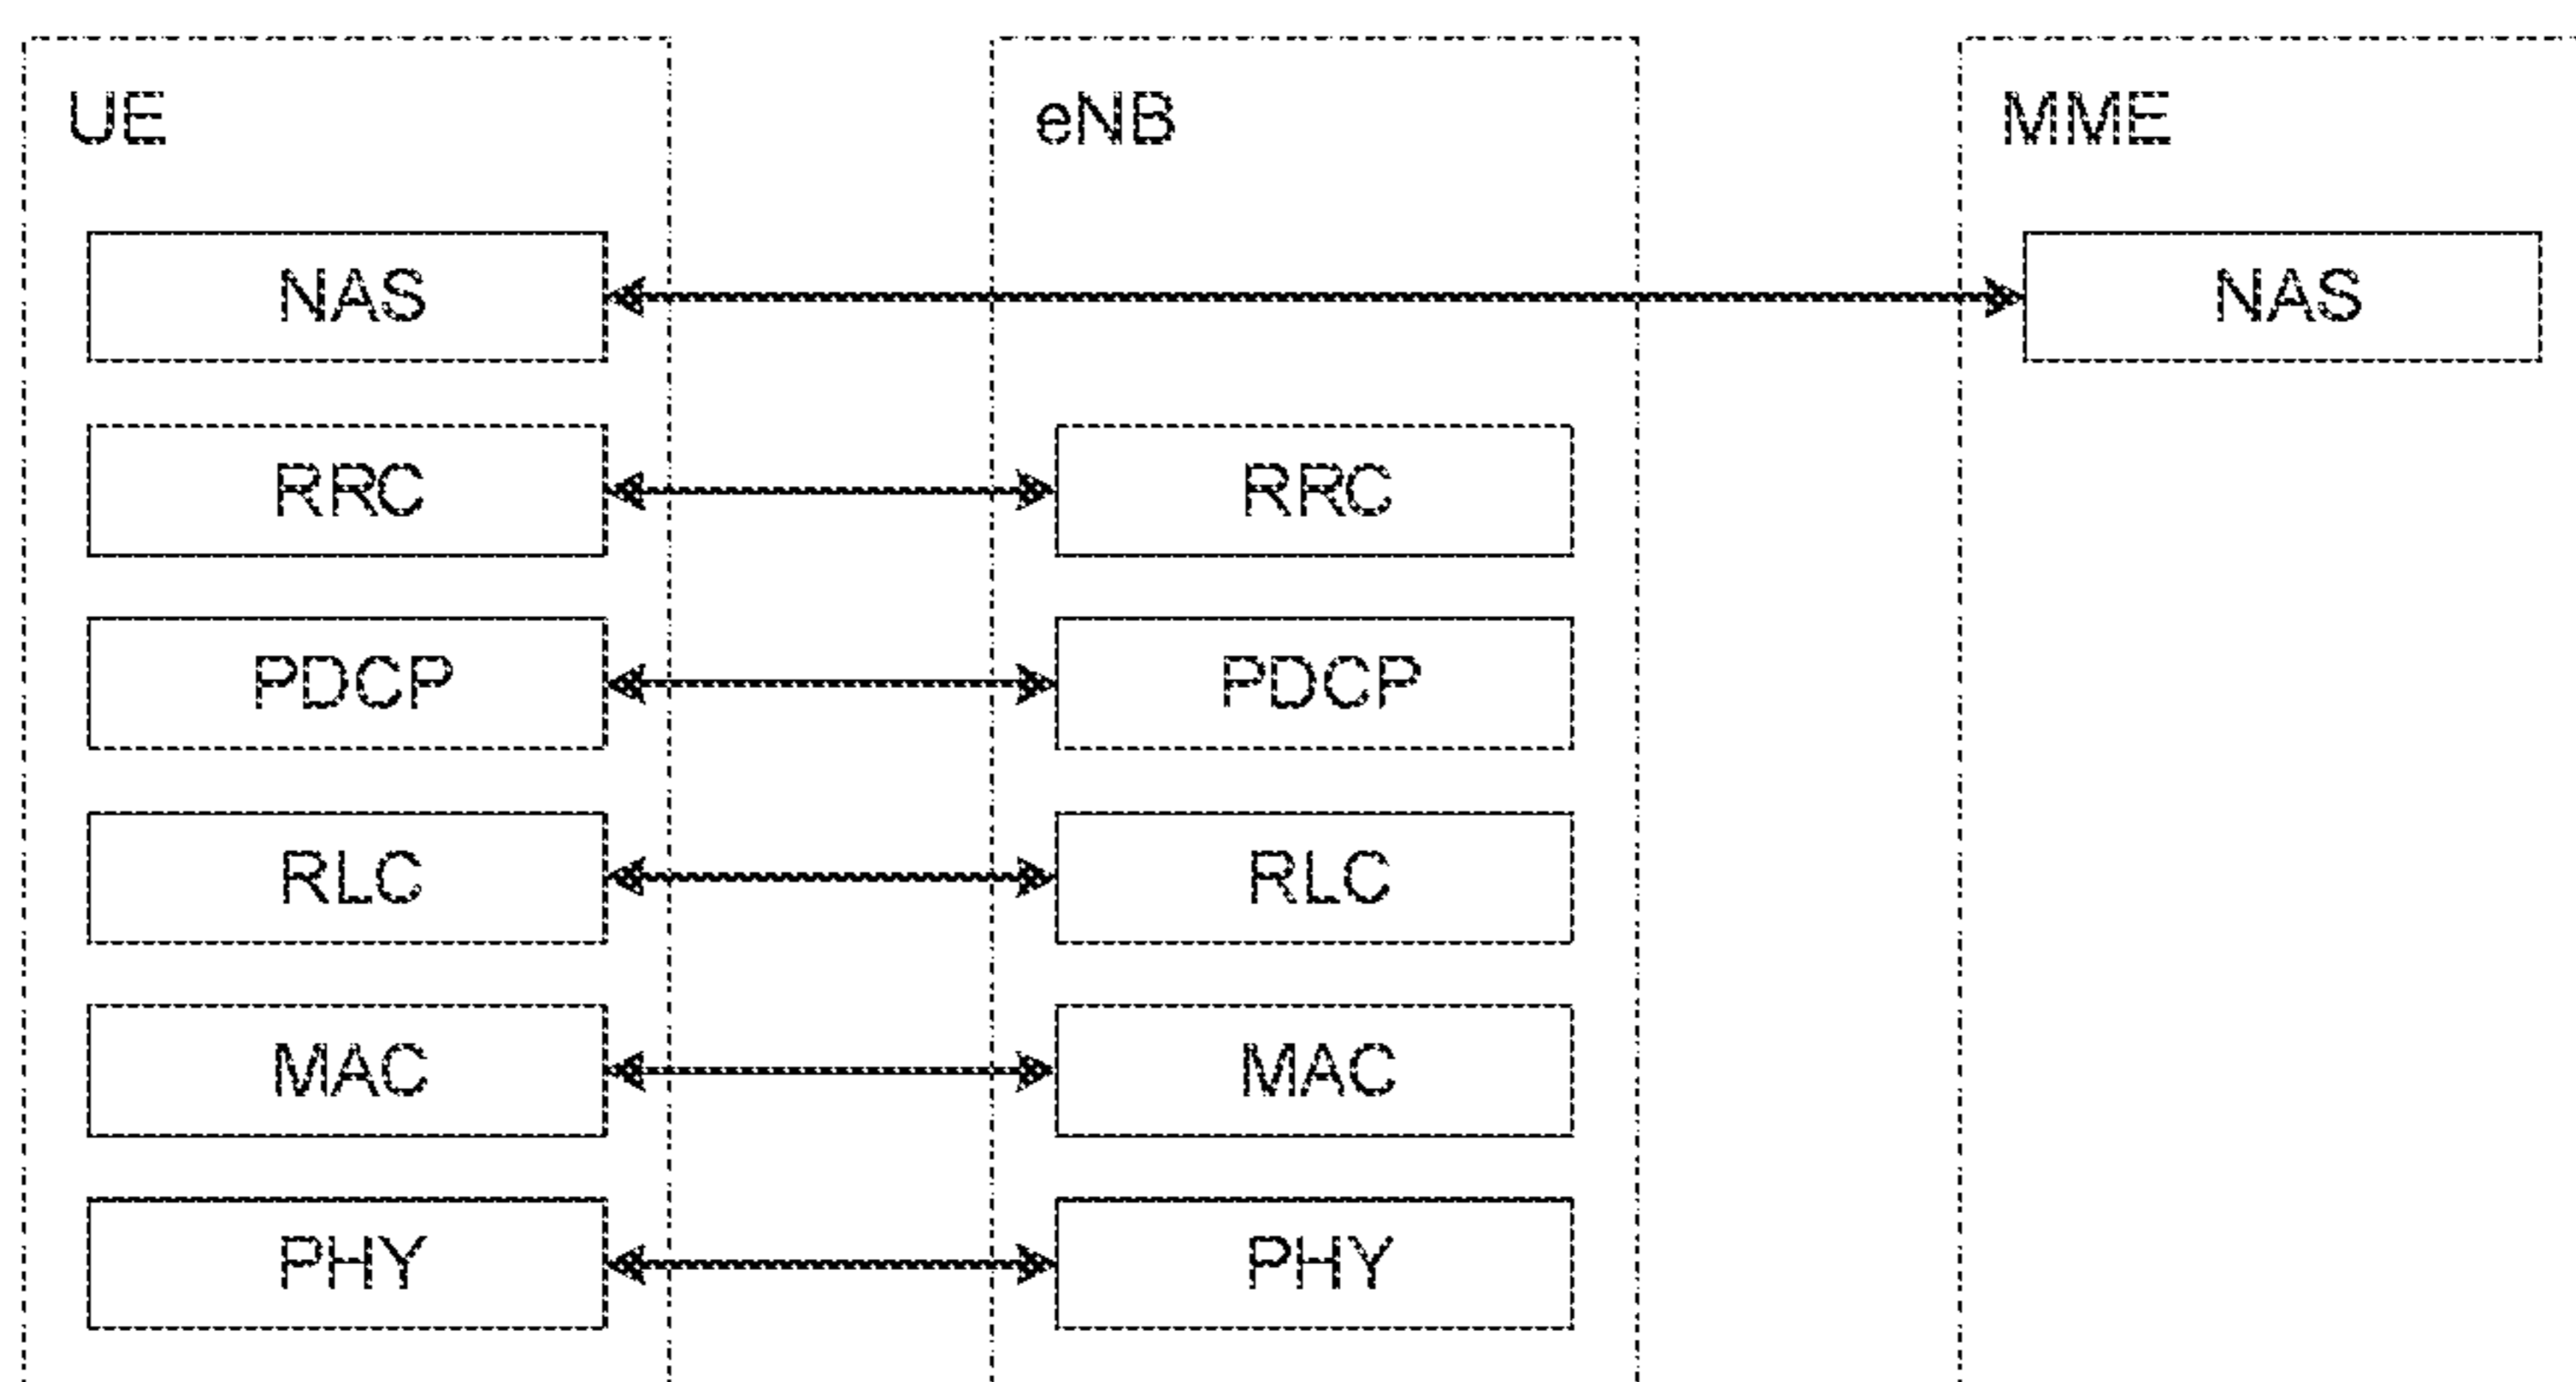 UE eNB MME
NAS NAS
RRC RRC
PDCP PDCP
RLC RLC
MAC MAC
PHY PHY